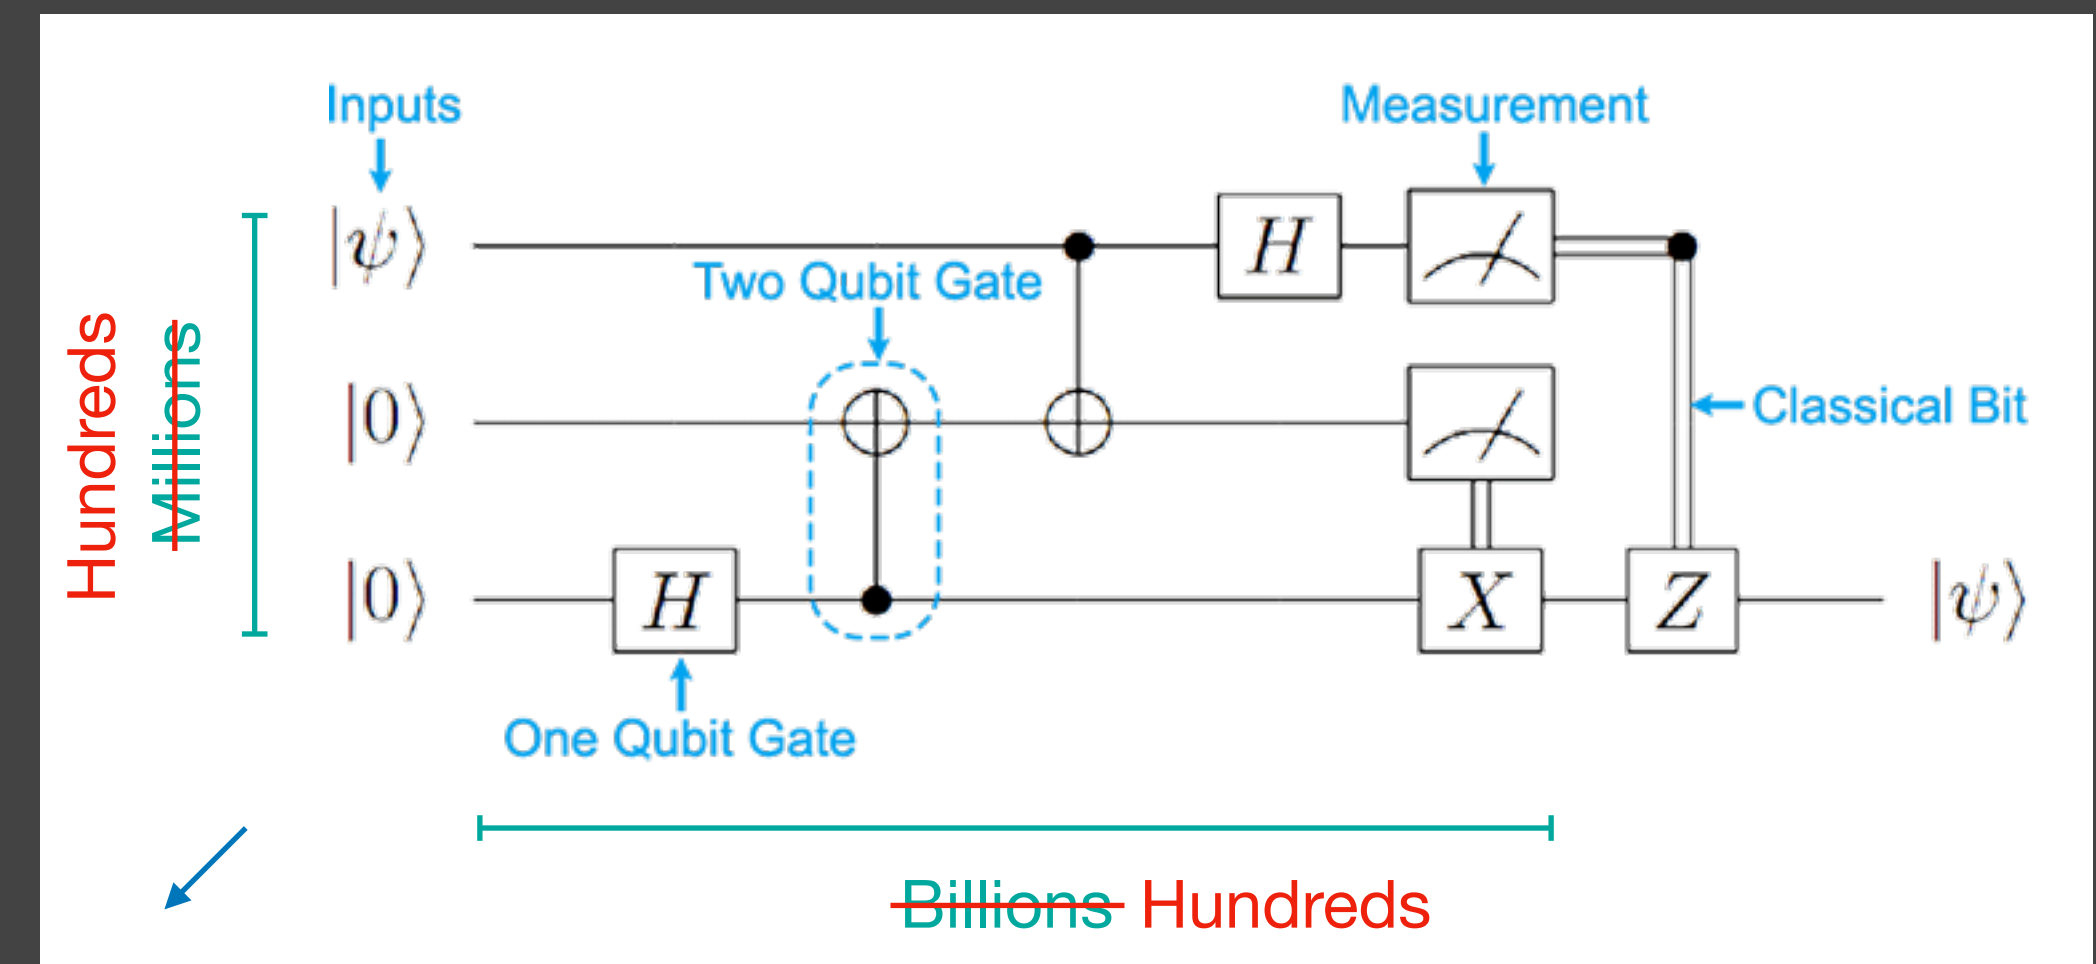 Inputs
Measurement
|ψ⟩
H
Two Qubit Gate
|0⟩
Classical Bit
Hundreds
Millions
|0⟩
H
X
Z
|ψ⟩
One Qubit Gate
Billions Hundreds